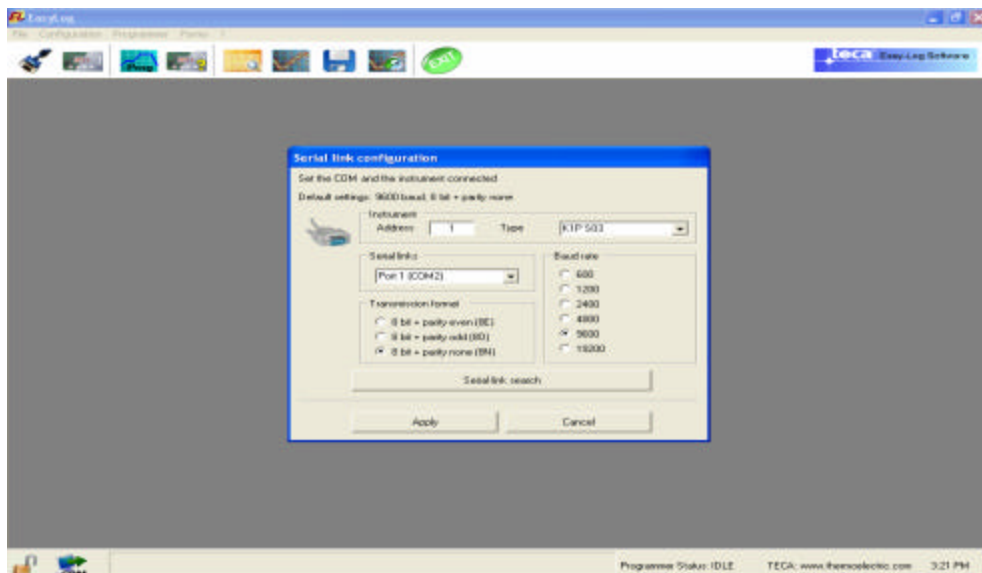 EasyLog
File Configuration Programmer Points ?
Prog
EXIT
teca Easy-Log Software
Serial link configuration
Set the COM and the instrument connected
Default settings: 9600 baud, 8 bit + parity none
Instrument
Address 1 Type K1P 503
Serial links
Port 1 (COM2)
Baud rate
600
1200
2400
4800
9600
19200
Transmission format
8 bit + parity even (8E)
8 bit + parity odd (8O)
8 bit + parity none (8N)
Serial link search
Apply Cancel
Programmer Status: IDLE TECA: www.thermoelectric.com 3:21 PM